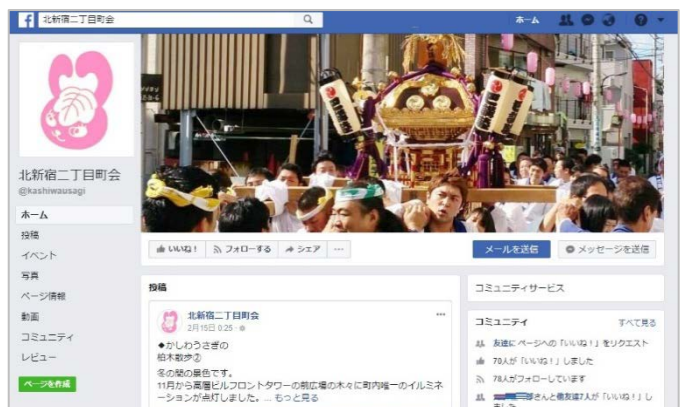 北新宿二丁目町会
ホーム
北新宿二丁目町会
@kashiwausagi
ホーム
投稿
イベント
写真
ページ情報
動画
コミュニティ
レビュー
ページを作成
いいね！ フォローする シェア ...
メールを送信 メッセージを送信
投稿
北新宿二丁目町会
2月15日 0:25
◆かしわうさぎの
柏木散歩②
冬の間の景色です。
11月から高層ビルフロントタワーの前広場の木々に町内唯一のイルミネ
ーションが点灯しました。... もっと見る
コミュニティサービス
コミュニティ すべて見る
友達に ページへの「いいね！」をリクエスト
70人が「いいね！」しました
78人がフォローしています
さんと他友達7人が「いいね！」し
ました